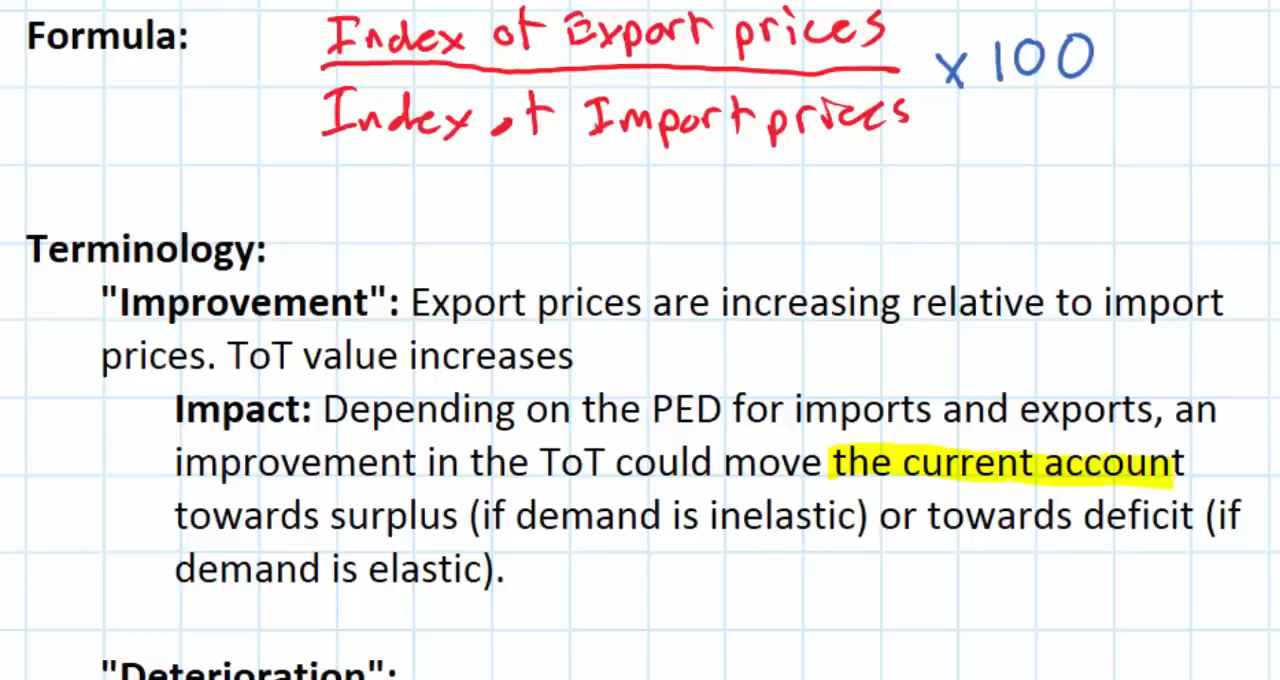 Formula:
Index of Export prices
x 100
Index of Import prices
Terminology:
"Improvement": Export prices are increasing relative to import
prices. ToT value increases
Impact: Depending on the PED for imports and exports, an
improvement in the ToT could move the current account
towards surplus (if demand is inelastic) or towards deficit (if
demand is elastic).
"Deterioration":